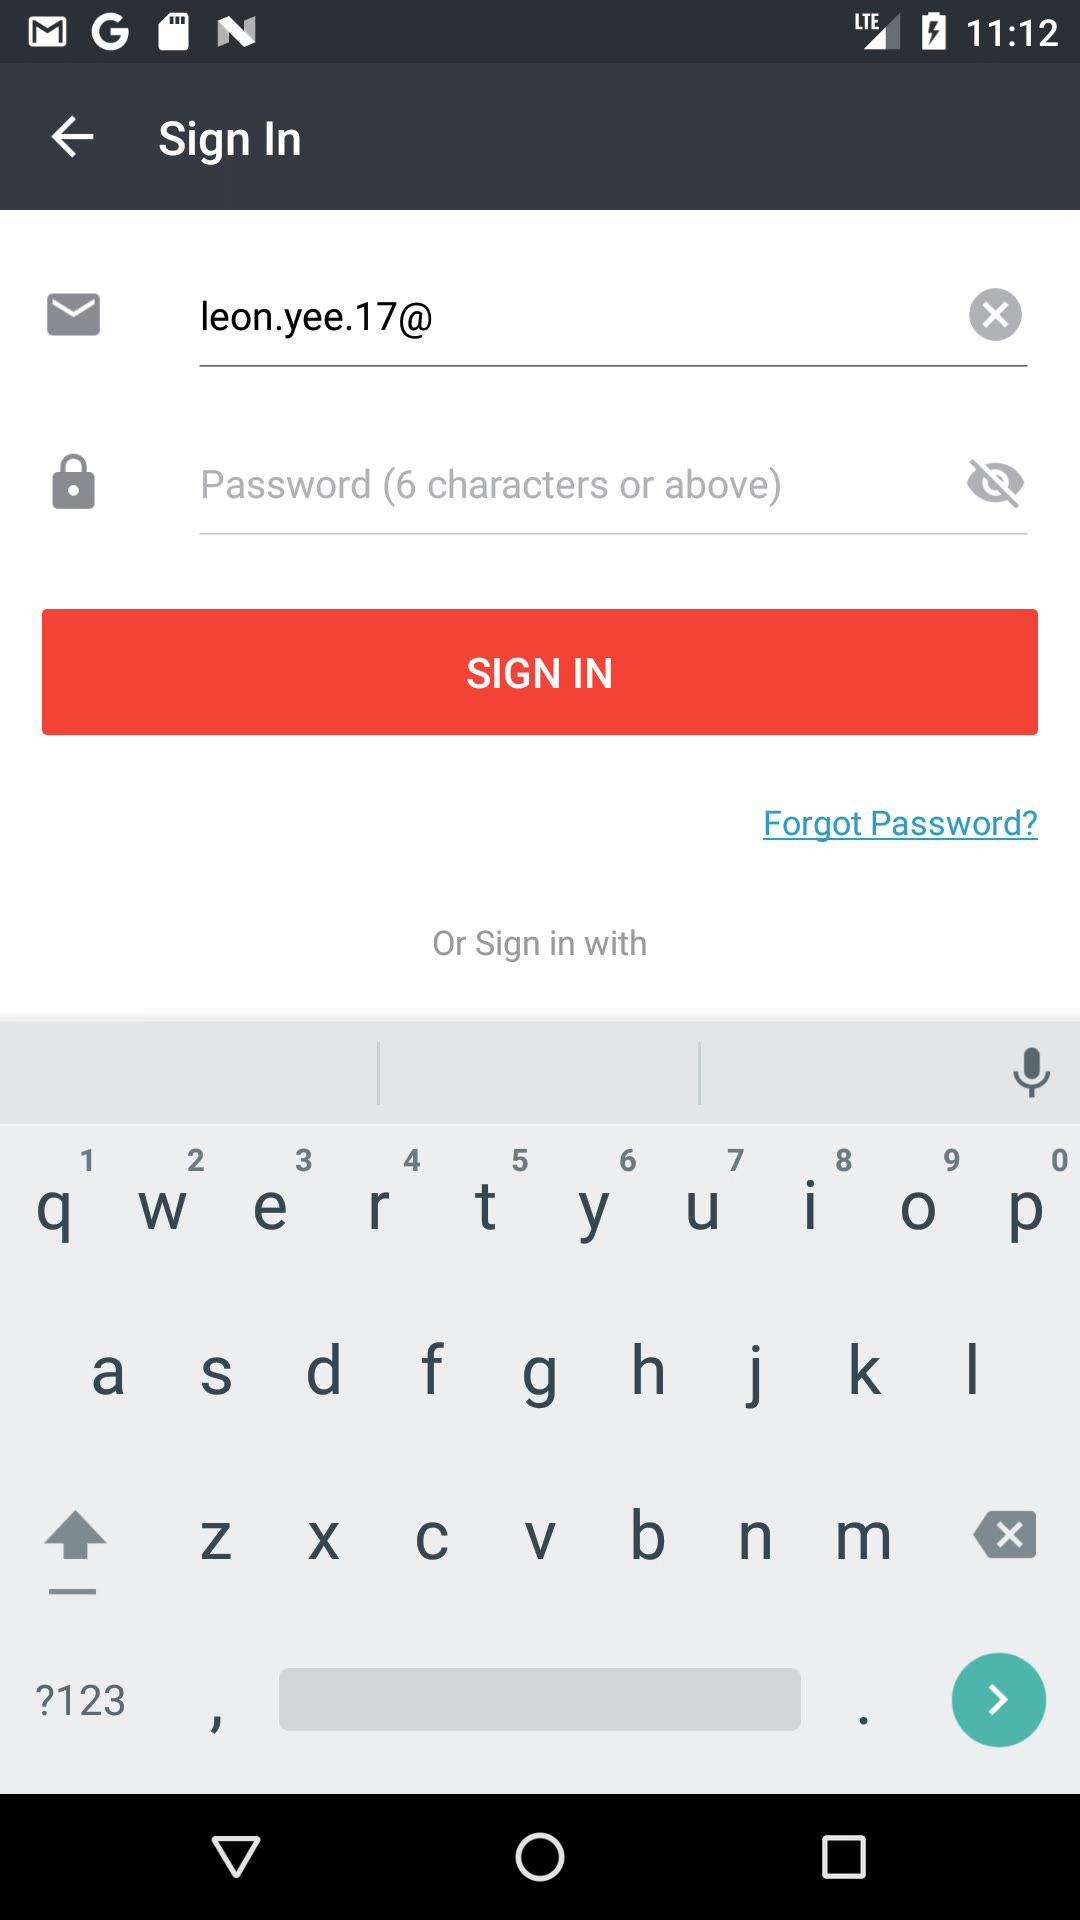 LTE 11:12
Sign In
leon.yee.17@
Password (6 characters or above)
SIGN IN
Forgot Password?
Or Sign in with
1 2 3 4 5 6 7 8 9 0
q w e r t y u i o p
a s d f g h j k l
z x c v b n m
?123 , .